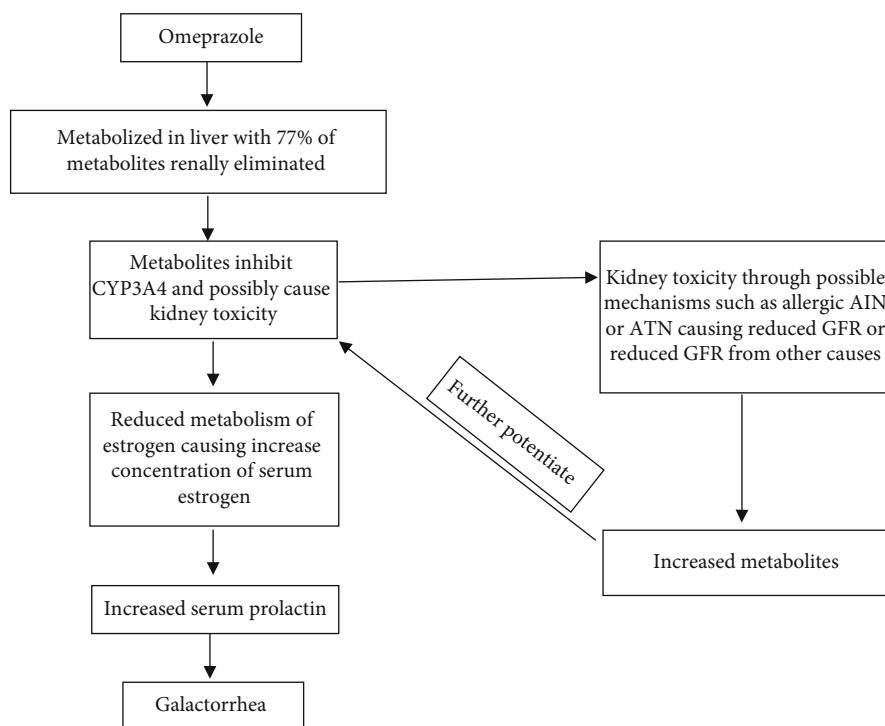 Omeprazole
Metabolized in liver with 77% of
metabolites renally eliminated
Metabolites inhibit
CYP3A4 and possibly cause
kidney toxicity
Kidney toxicity through possible
mechanisms such as allergic AIN
or ATN causing reduced GFR or
reduced GFR from other causes
Further potentiate
Reduced metabolism of
estrogen causing increase
concentration of serum
estrogen
Increased metabolites
Increased serum prolactin
Galactorrhea